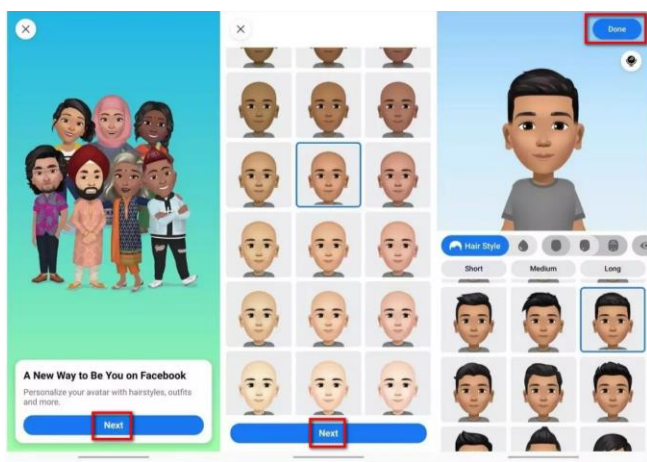 A New Way to Be You on Facebook
Personalize your avatar with hairstyles, outfits
and more.
Next
Next
Done
Hair Style
Short Medium Long